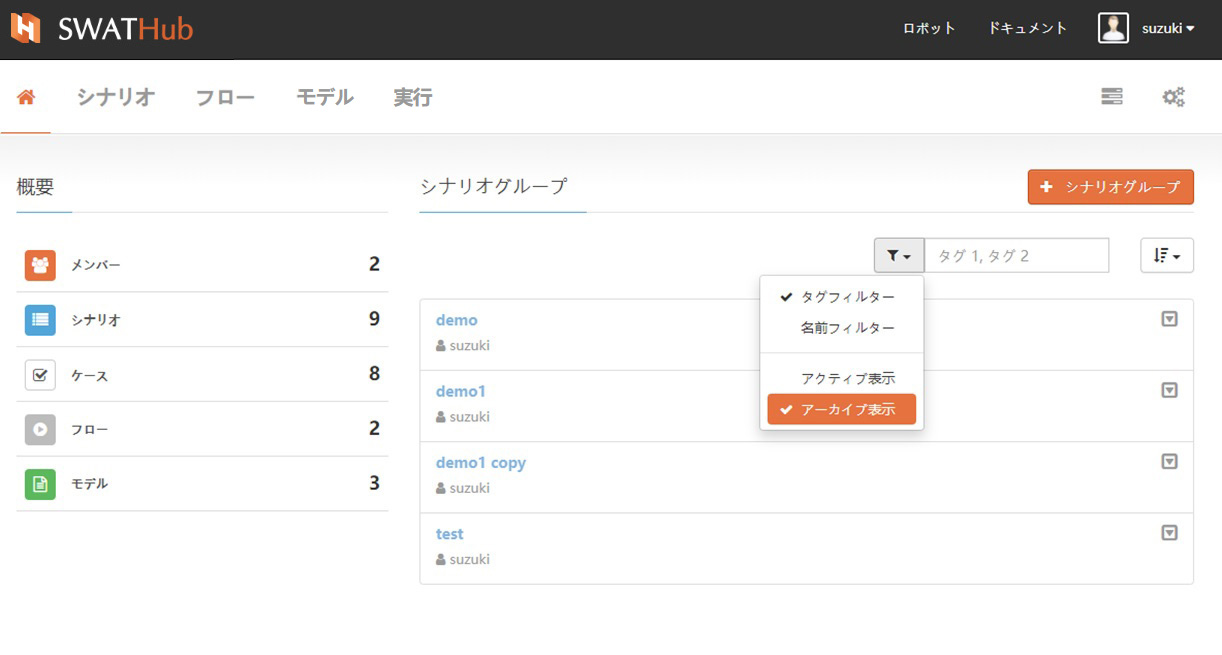 SWATHub
ロボット ドキュメント suzuki
シナリオ フロー モデル 実行
概要
メンバー 2
シナリオ 9
ケース 8
フロー 2
モデル 3
シナリオグループ
シナリオグループ
タグ 1, タグ 2
タグフィルター
名前フィルター
アクティブ表示
アーカイブ表示
demo
suzuki
demo1
suzuki
demo1 copy
suzuki
test
suzuki